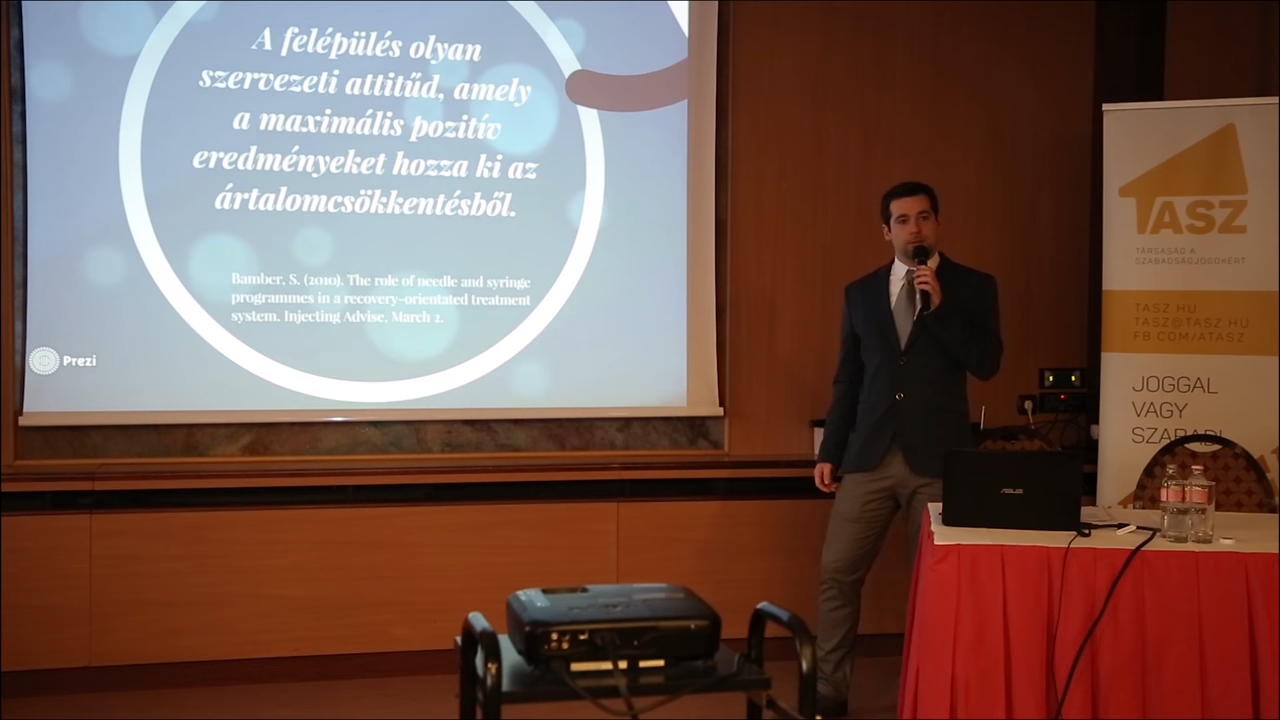 A felépülés olyan
szervezeti attitűd, amely
a maximális pozitív
eredményeket hozza ki az
ártalomcsökkentésből.
Bamber, S. (2010). The role of needle and syringe
programmes in a recovery-orientated treatment
system. Injecting Advise, March 2.
Prezi
TASZ
TÁRSASÁG A
SZABADSÁGJOGOKÉRT
TASZ.HU
TASZ@TASZ.HU
FB.COM/ATASZ
JOGGAL
VAGY
SZABAD!
ASUS